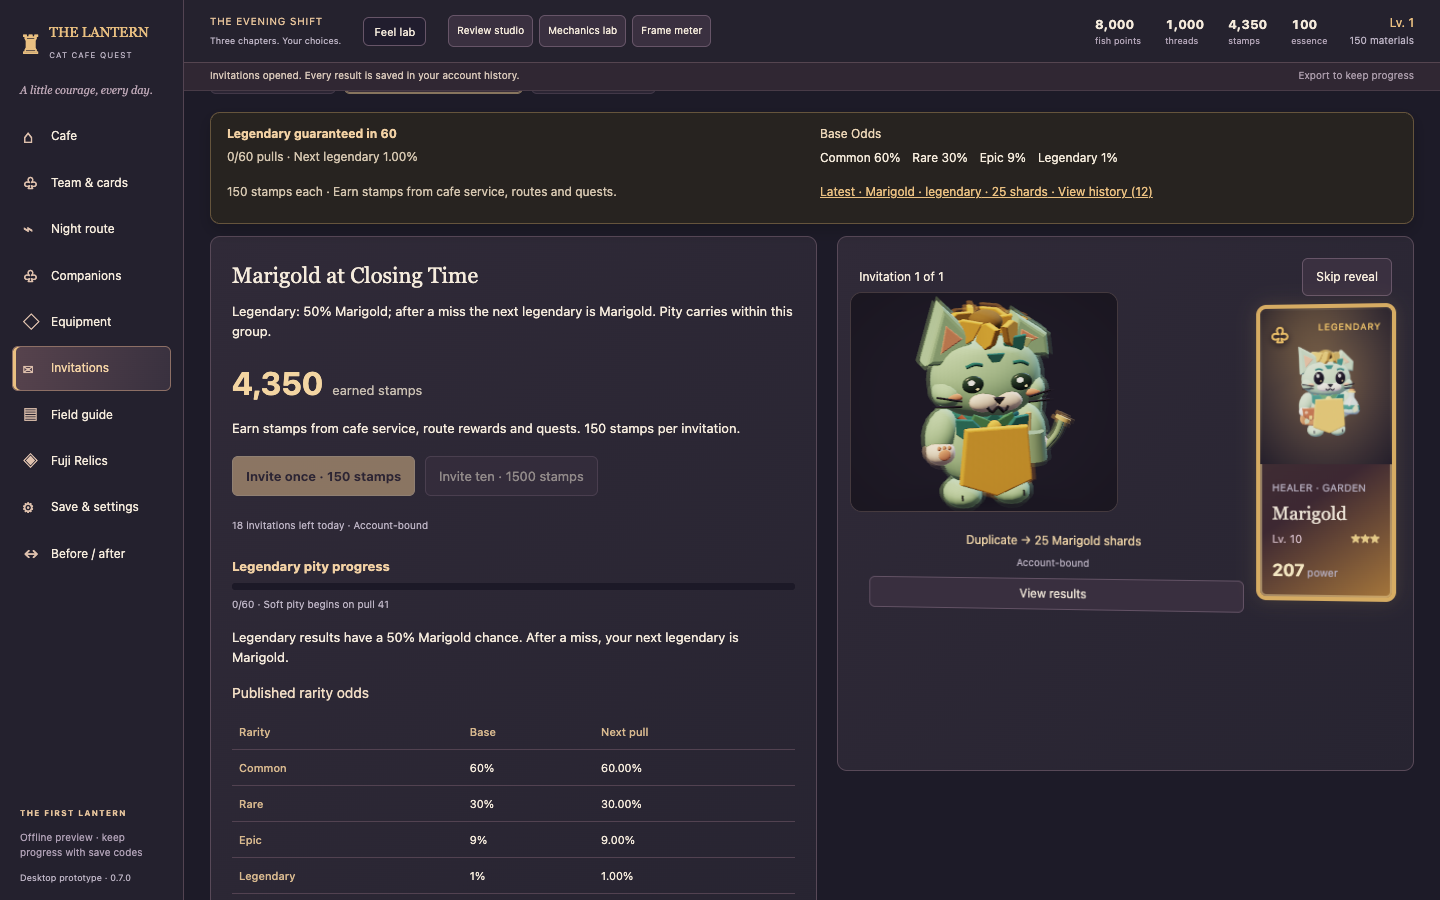 THE LANTERN
CAT CAFE QUEST
A little courage, every day.
Cafe
Team & cards
Night route
Companions
Equipment
Invitations
Field guide
Fuji Relics
Save & settings
Before / after
THE FIRST LANTERN
Offline preview · keep
progress with save codes
Desktop prototype · 0.7.0
THE EVENING SHIFT
Three chapters. Your choices.
Feel lab
Review studio
Mechanics lab
Frame meter
8,000
fish points
1,000
threads
4,350
stamps
100
essence
Lv. 1
150 materials
Invitations opened. Every result is saved in your account history.
Export to keep progress
Legendary guaranteed in 60
0/60 pulls · Next legendary 1.00%
150 stamps each · Earn stamps from cafe service, routes and quests.
Base Odds
Common 60% Rare 30% Epic 9% Legendary 1%
Latest · Marigold · legendary · 25 shards · View history (12)
Marigold at Closing Time
Legendary: 50% Marigold; after a miss the next legendary is Marigold. Pity carries within this
group.
4,350 earned stamps
Earn stamps from cafe service, route rewards and quests. 150 stamps per invitation.
Invite once · 150 stamps
Invite ten · 1500 stamps
18 invitations left today · Account-bound
Legendary pity progress
0/60 · Soft pity begins on pull 41
Legendary results have a 50% Marigold chance. After a miss, your next legendary is
Marigold.
Published rarity odds
Rarity Base Next pull
Common 60% 60.00%
Rare 30% 30.00%
Epic 9% 9.00%
Legendary 1% 1.00%
Invitation 1 of 1
Skip reveal
LEGENDARY
HEALER · GARDEN
Marigold
Lv. 10 ★★★
207 power
Duplicate → 25 Marigold shards
Account-bound
View results